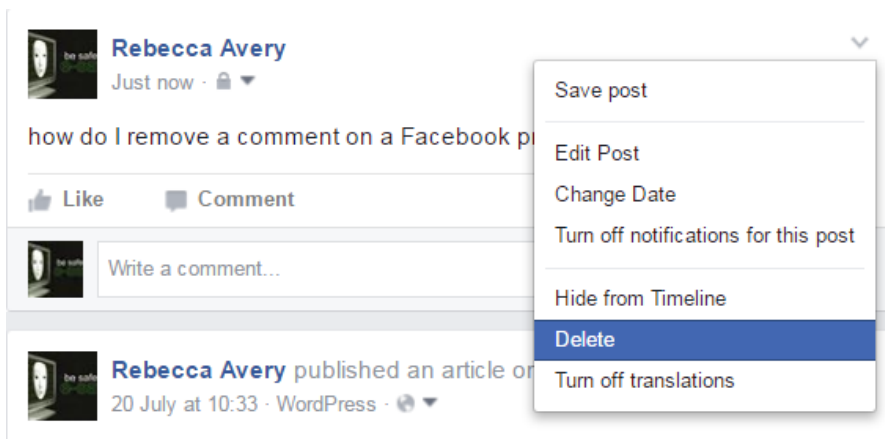 Rebecca Avery
Just now ·
how do I remove a comment on a Facebook
Like Comment
Write a comment...
Save post
Edit Post
Change Date
Turn off notifications for this post
Hide from Timeline
Delete
Turn off translations
be safe
Rebecca Avery published an article
20 July at 10:33 · WordPress ·